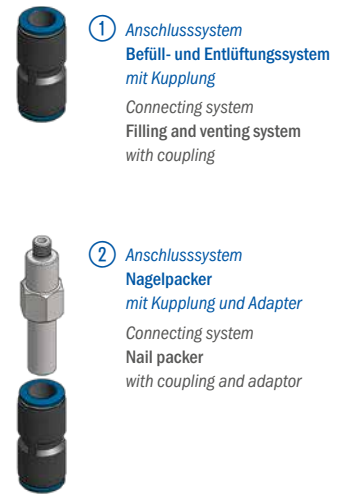 1 Anschlusssystem
Befüll- und Entlüftungssystem
mit Kupplung
Connecting system
Filling and venting system
with coupling
2 Anschlusssystem
Nagelpacker
mit Kupplung und Adapter
Connecting system
Nail packer
with coupling and adaptor